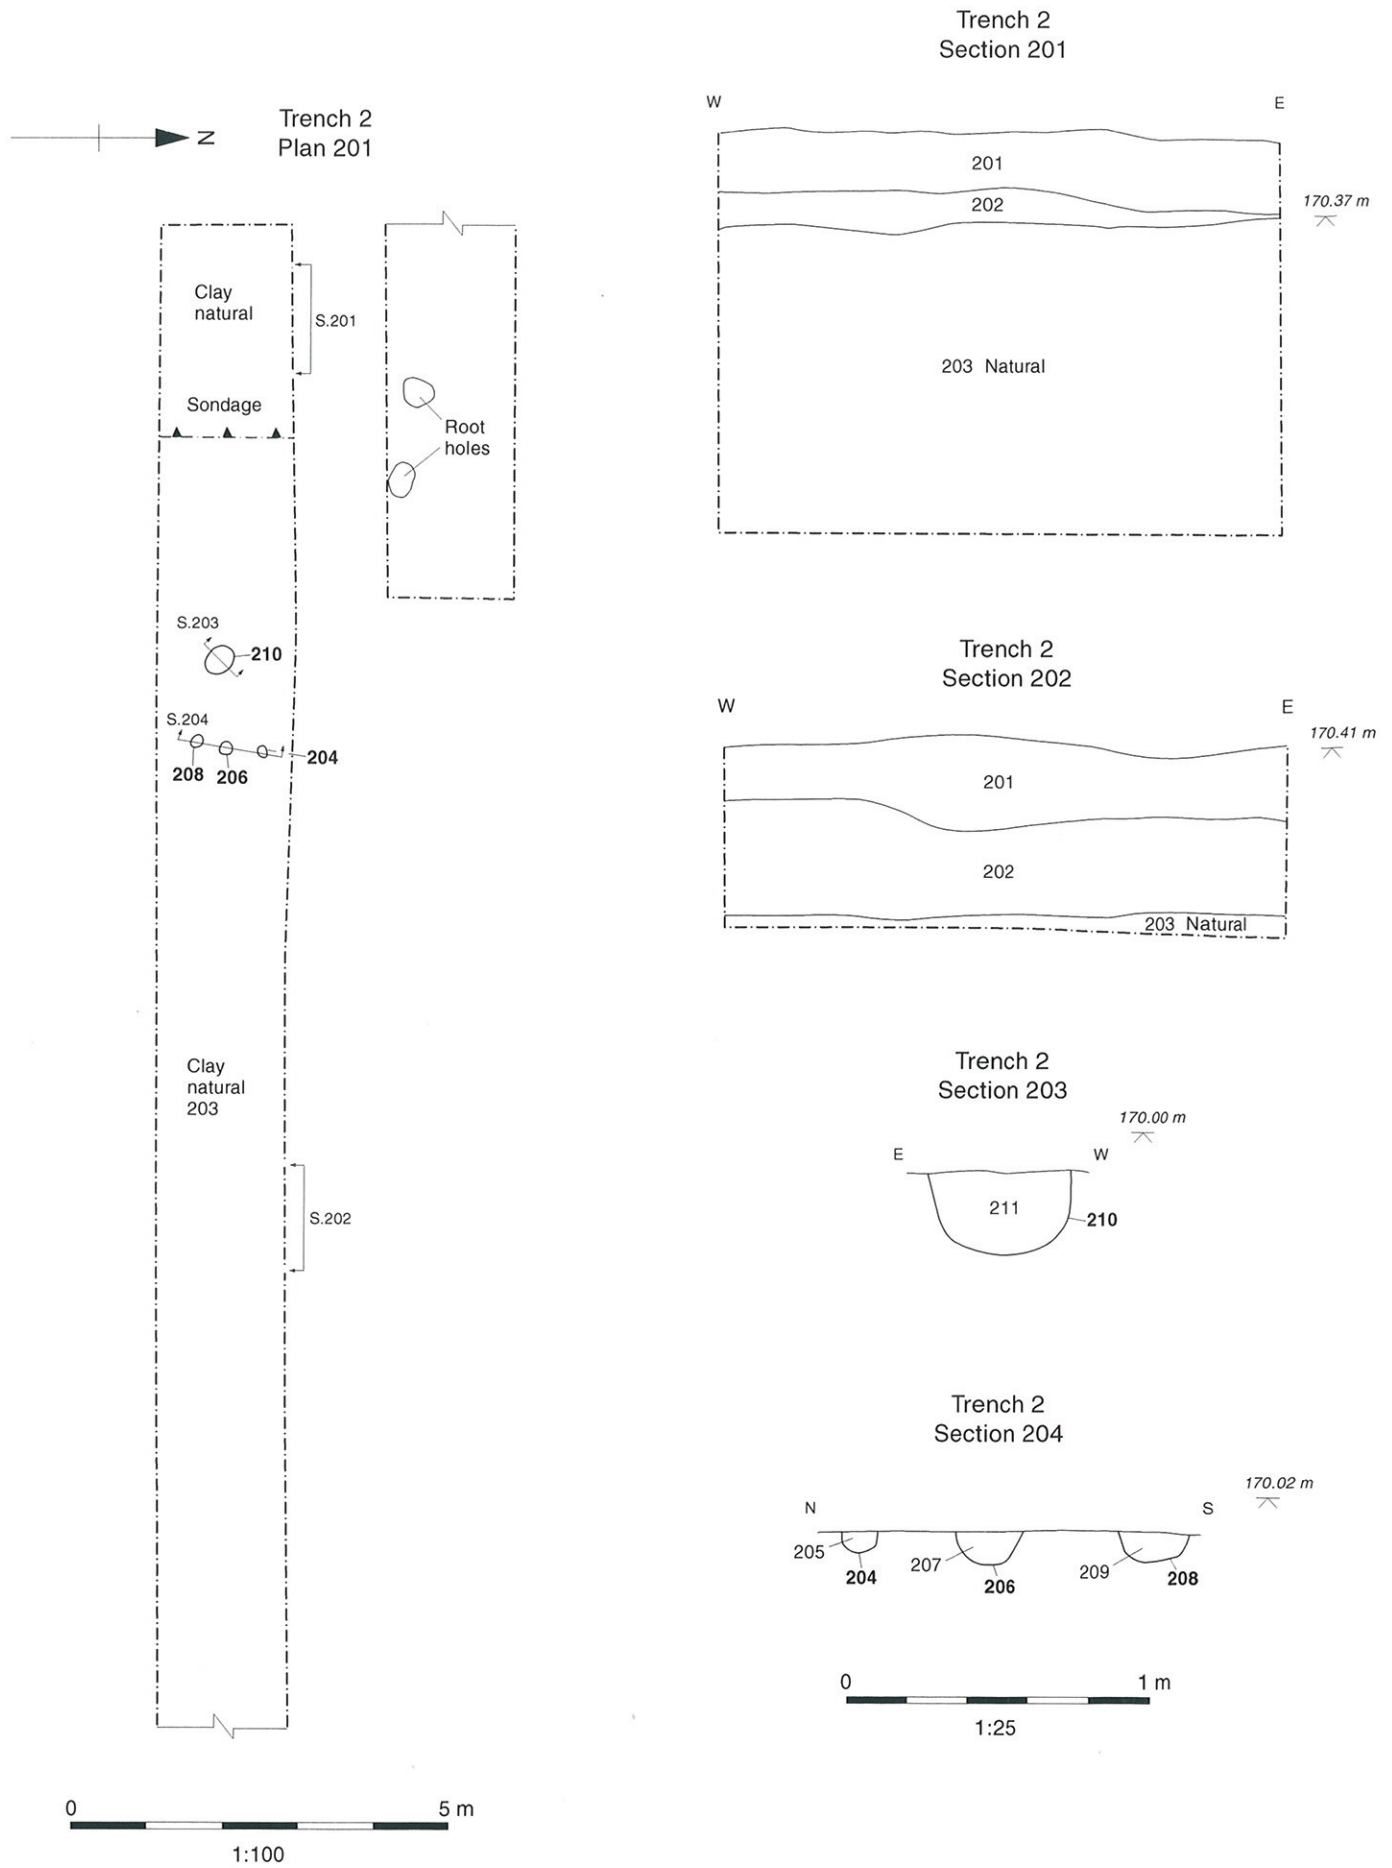 Trench 2
Plan 201
N
Clay
natural
S.201
Sondage
Root
holes
S.203
210
S.204
208
206
204
Clay
natural
203
S.202
0
5 m
1:100
Trench 2
Section 201
W
E
201
202
170.37 m
203 Natural
Trench 2
Section 202
W
E
170.41 m
201
202
203 Natural
Trench 2
Section 203
170.00 m
E
W
211
210
Trench 2
Section 204
170.02 m
N
S
205
204
207
206
209
208
0
1 m
1:25